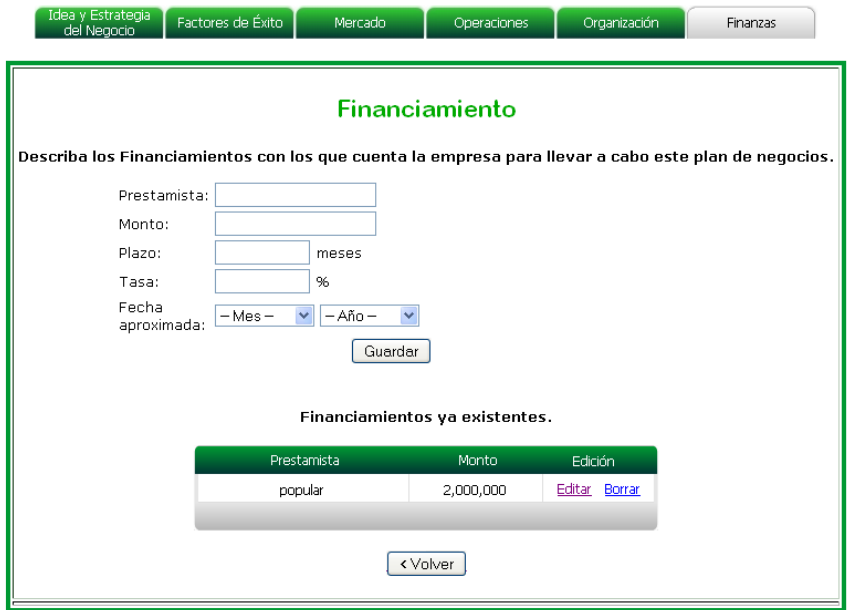 Idea y Estrategia
del Negocio
Factores de Éxito
Mercado
Operaciones
Organización
Finanzas
Financiamiento
Describa los Financiamientos con los que cuenta la empresa para llevar a cabo este plan de negocios.
Prestamista:
Monto:
Plazo: meses
Tasa: %
Fecha
aproximada: – Mes – – Año –
Guardar
Financiamientos ya existentes.
Prestamista Monto Edición
popular 2,000,000 Editar Borrar
< Volver